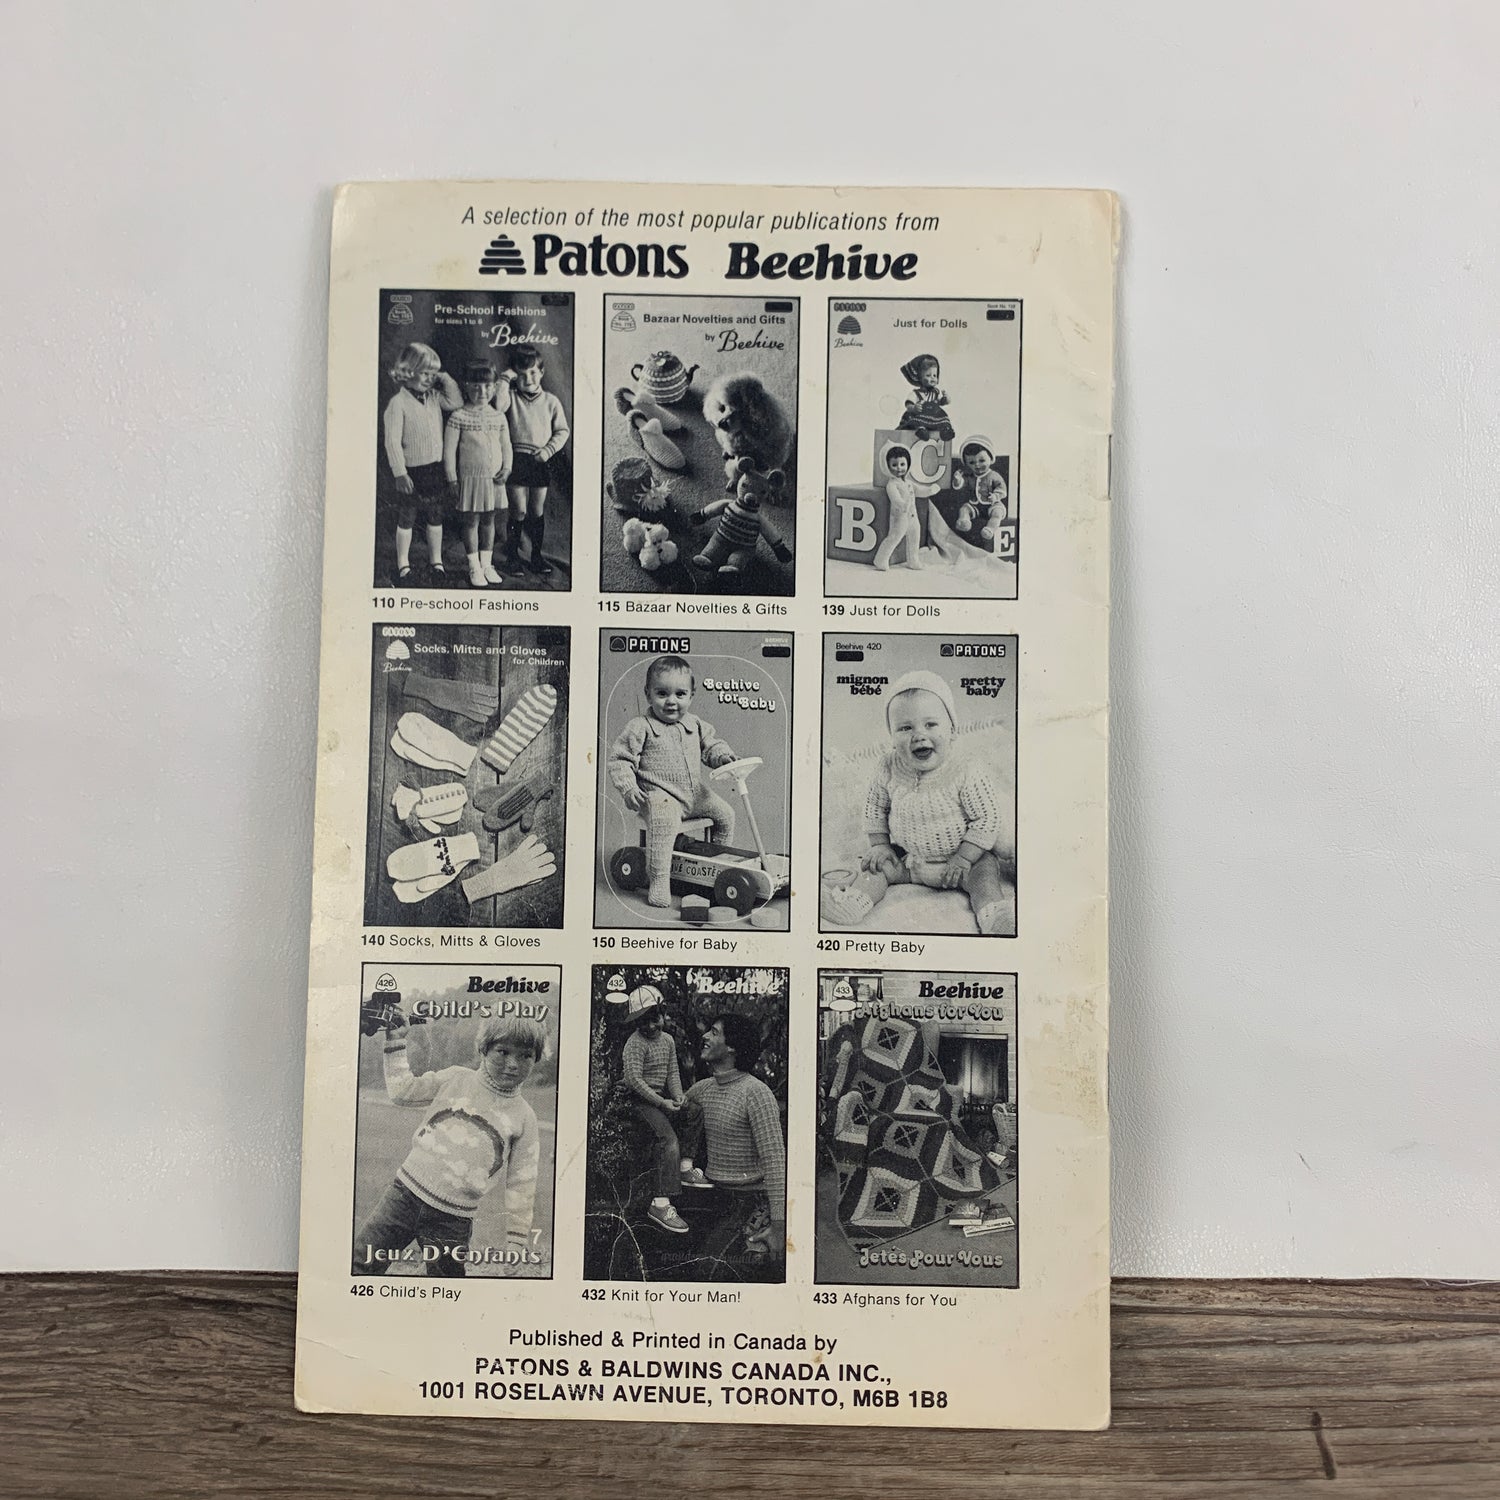 A selection of the most popular publications from
Patons Beehive
Pre-School Fashions
for sizes 1 to 6
by Beehive
110 Pre-school Fashions
Bazaar Novelties and Gifts
by Beehive
115 Bazaar Novelties & Gifts
PATONS
Beehive
Just for Dolls
B
C
E
139 Just for Dolls
PATONS
Beehive
Socks, Mitts and Gloves
for Children
140 Socks, Mitts & Gloves
PATONS
BEEHIVE
Beehive
for Baby
COASTER
150 Beehive for Baby
Beehive 420
PATONS
mignon
bébé
pretty
baby
420 Pretty Baby
426
Beehive
Child's Play
7
Jeux D'Enfants
426 Child's Play
432
Beehive
432 Knit for Your Man!
433
Beehive
Afghans for You
Jetés Pour Vous
433 Afghans for You
Published & Printed in Canada by
PATONS & BALDWINS CANADA INC.,
1001 ROSELAWN AVENUE, TORONTO, M6B 1B8